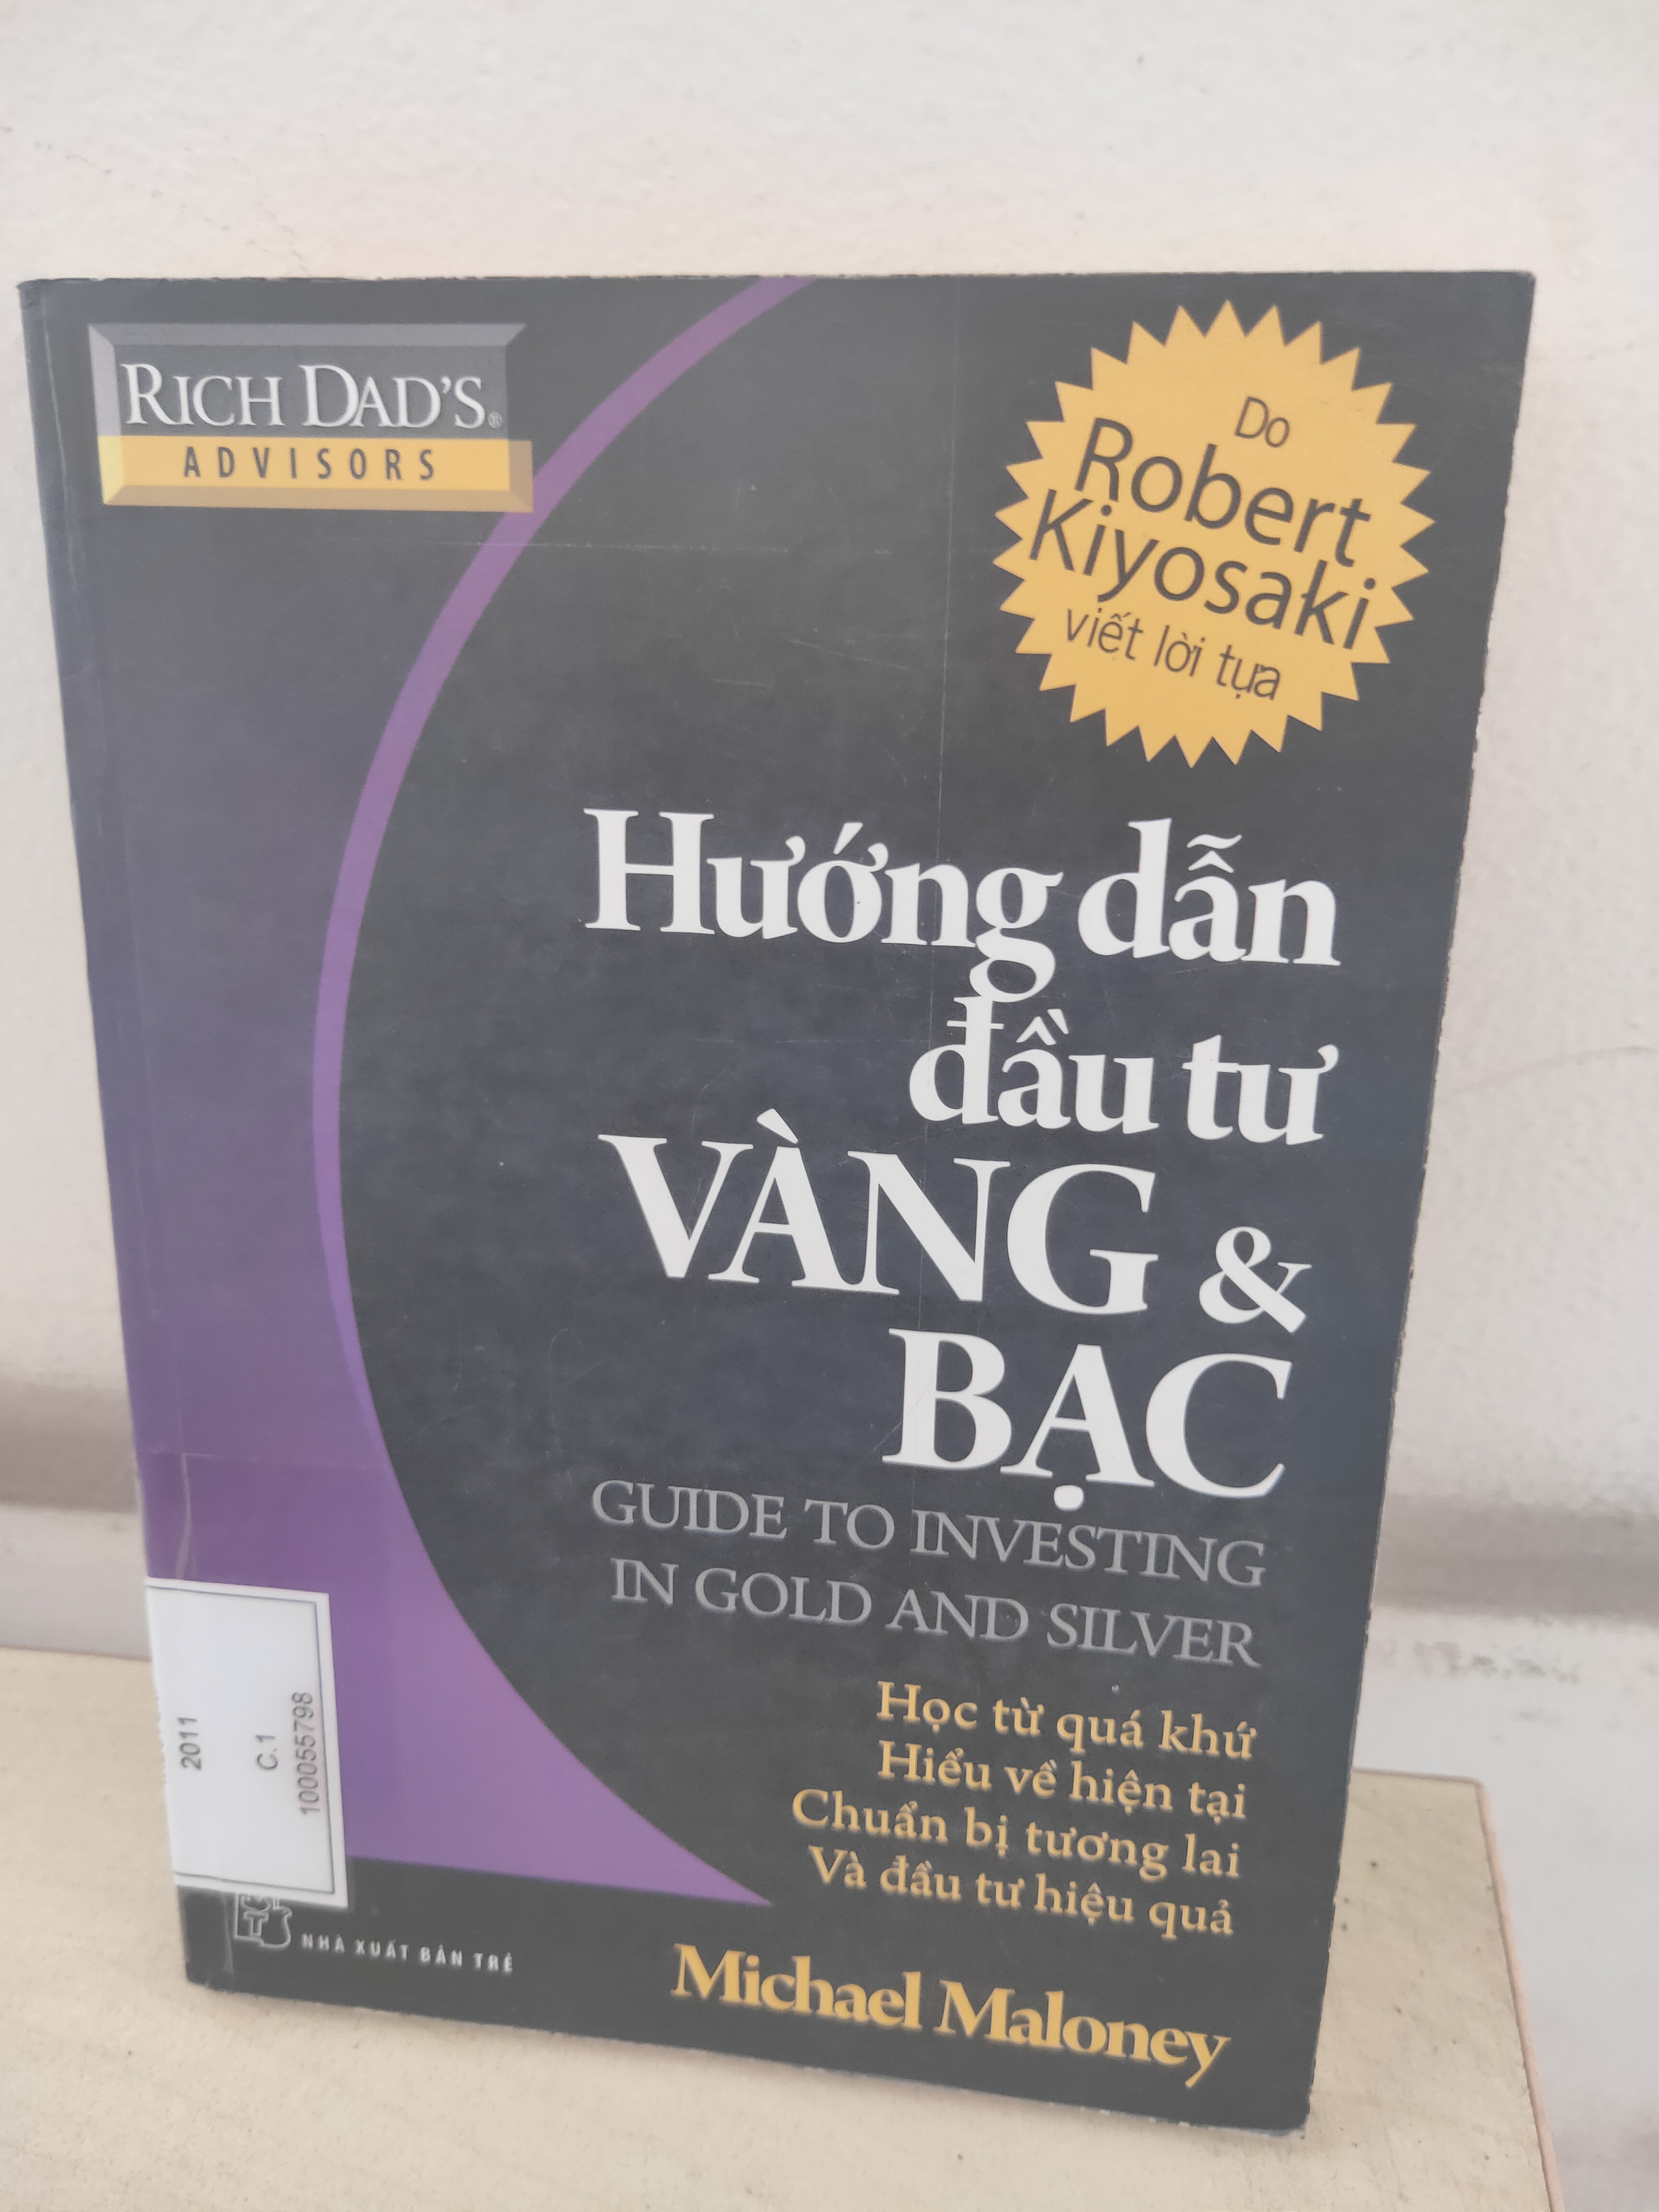 RICH DAD'S®
ADVISORS
Do
Robert
Kiyosaki
viết lời tựa
Hướng dẫn
đầu tư
VÀNG &
BẠC
GUIDE TO INVESTING
IN GOLD AND SILVER
Học từ quá khứ
Hiểu về hiện tại
Chuẩn bị tương lai
Và đầu tư hiệu quả
Michael Maloney
2011
C.1
100055798
NHÀ XUẤT BẢN TRẺ